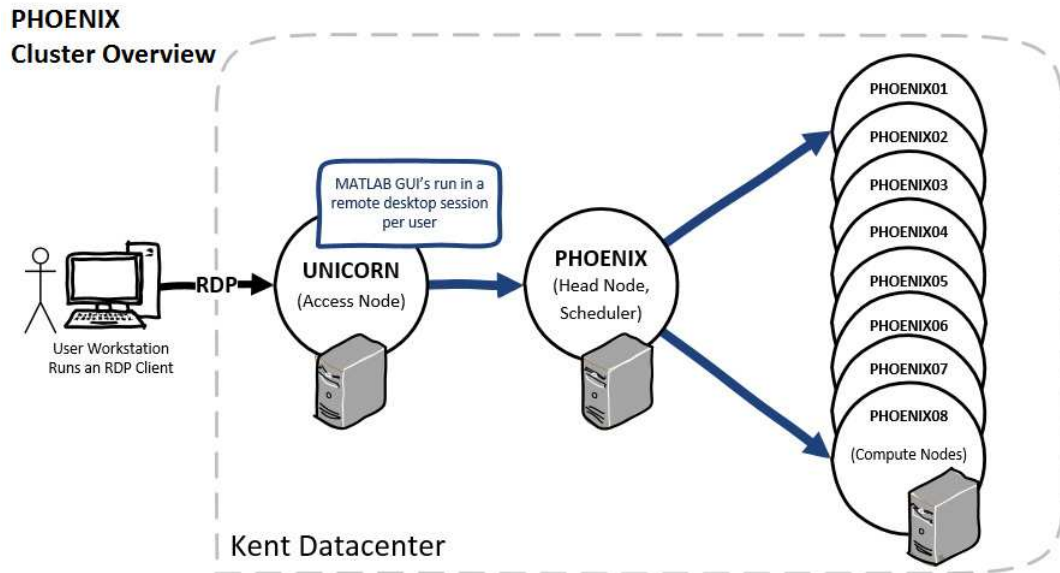 PHOENIX
Cluster Overview
MATLAB GUI's run in a
remote desktop session
per user
UNICORN
(Access Node)
RDP
User Workstation
Runs an RDP Client
PHOENIX
(Head Node,
Scheduler)
PHOENIX01
PHOENIX02
PHOENIX03
PHOENIX04
PHOENIX05
PHOENIX06
PHOENIX07
PHOENIX08
(Compute Nodes)
Kent Datacenter